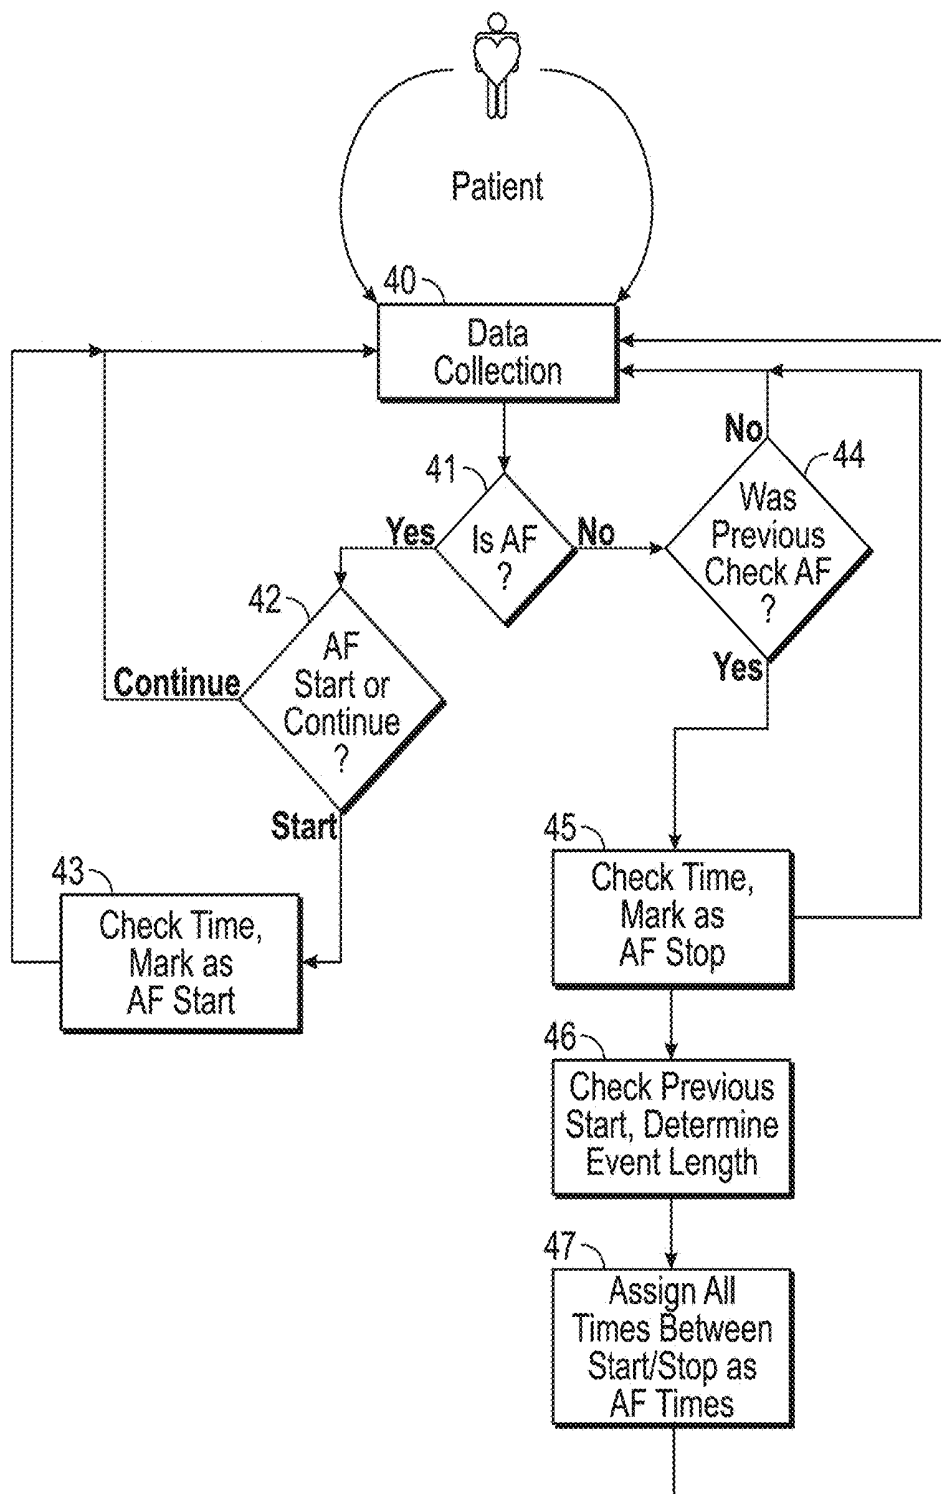 Patient
40
Data
Collection
41
Is AF
?
Yes
No
No
44
Was
Previous
Check AF
?
Yes
42
AF
Start or
Continue
?
Continue
Start
43
Check Time,
Mark as
AF Start
45
Check Time,
Mark as
AF Stop
46
Check Previous
Start, Determine
Event Length
47
Assign All
Times Between
Start/Stop as
AF Times